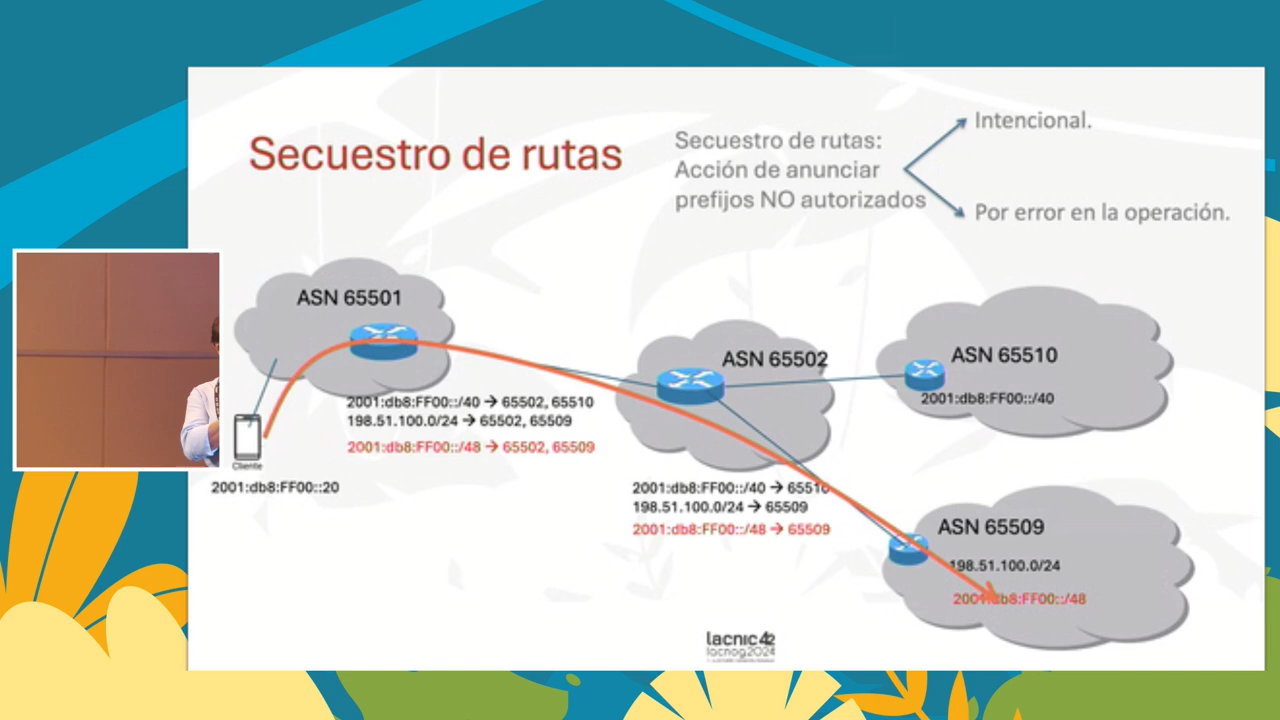 Secuestro de rutas
Secuestro de rutas:
Acción de anunciar
prefijos NO autorizados
Intencional.
Por error en la operación.
ASN 65501
2001:db8:FF00::/40 → 65502, 65510
198.51.100.0/24 → 65502, 65509
2001:db8:FF00::/48 → 65502, 65509
Cliente
2001:db8:FF00::20
ASN 65502
2001:db8:FF00::/40 → 65510
198.51.100.0/24 → 65509
2001:db8:FF00::/48 → 65509
ASN 65510
2001:db8:FF00::/40
ASN 65509
198.51.100.0/24
2001:db8:FF00::/48
lacnic42
lacnog2024